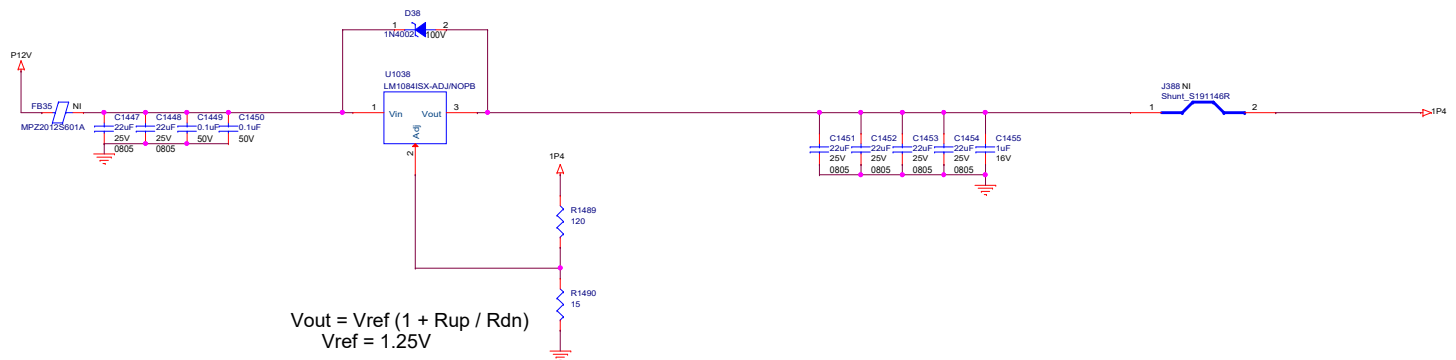 D38
1 2
1N4002 100V
P12V
U1038
LM1084ISX-ADJ/NOPB
J388 NI
Shunt_S191146R
FB35 NI
MPZ2012S601A
1 Vin Vout 3
Adj
2
1 2
1P4
C1447
22uF
25V
0805
C1448
22uF
25V
0805
C1449
0.1uF
50V
C1450
0.1uF
50V
C1451
22uF
25V
0805
C1452
22uF
25V
0805
C1453
22uF
25V
0805
C1454
22uF
25V
0805
C1455
1uF
16V
1P4
R1489
120
R1490
15
Vout = Vref (1 + Rup / Rdn)
Vref = 1.25V